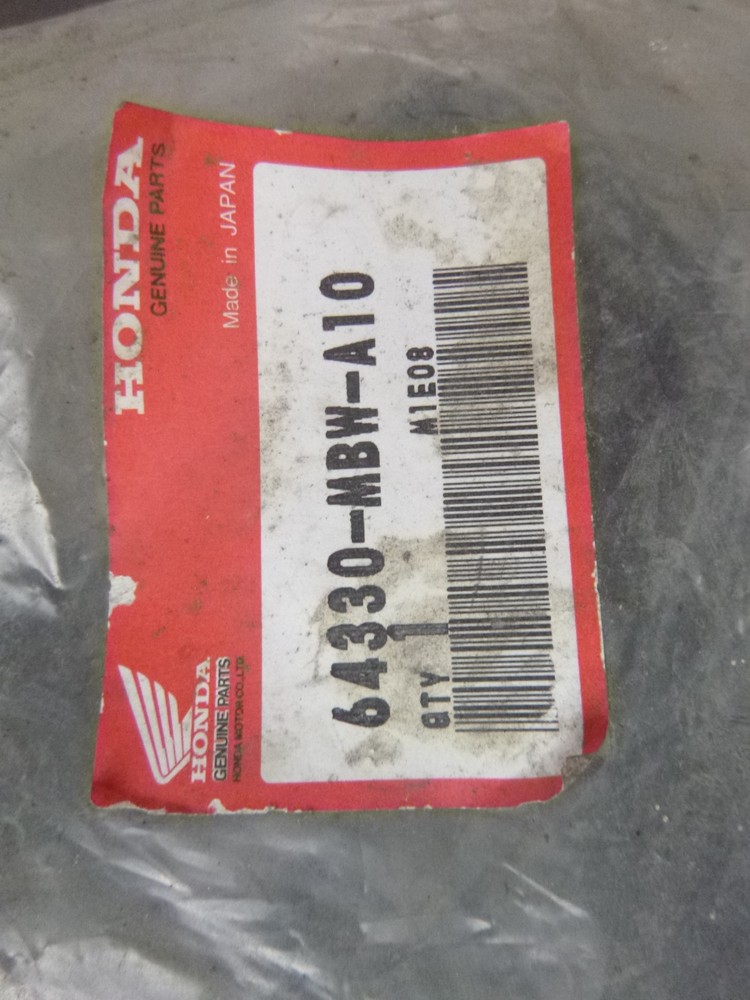 HONDA
GENUINE PARTS
Made in JAPAN
64330-MBW-A10
M1E08
QTY 1
HONDA
GENUINE PARTS
HONDA MOTOR CO.,LTD.